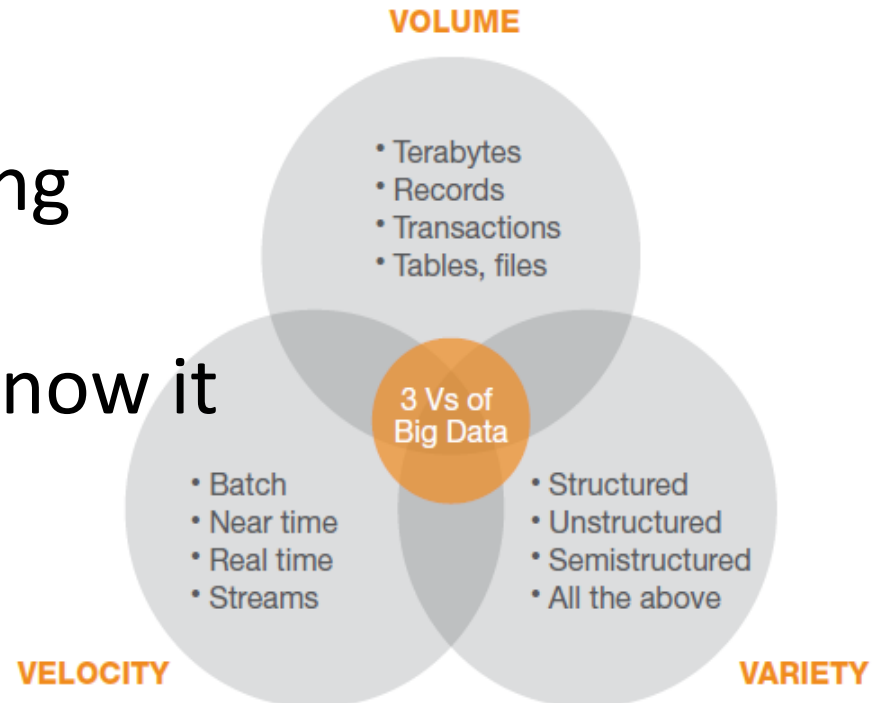 VOLUME
• Terabytes
• Records
• Transactions
• Tables, files
ng
now it
3 Vs of
Big Data
• Batch
• Near time
• Real time
• Streams
• Structured
• Unstructured
• Semistructured
• All the above
VELOCITY
VARIETY